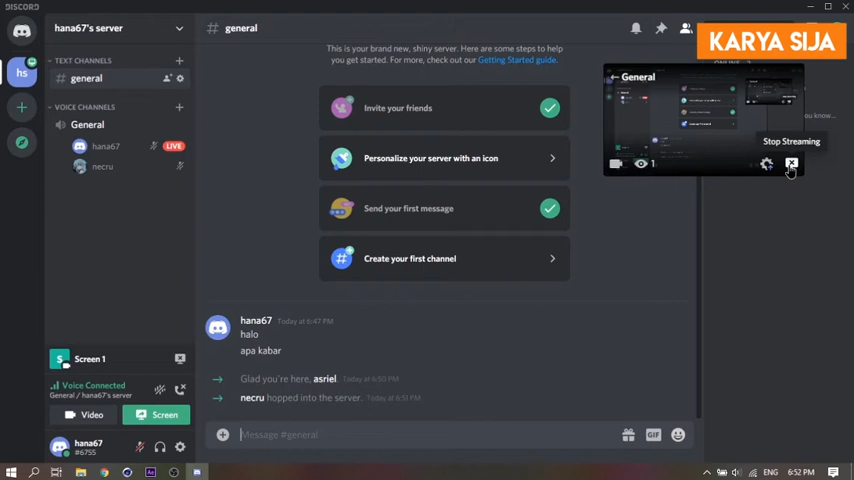 DISCORD
hana67's server
general
KARYA SIJA
TEXT CHANNELS
general
VOICE CHANNELS
General
hana67
LIVE
necru
This is your brand new, shiny server. Here are some steps to
help you get started. For more, check out our Getting Started guide.
Invite your friends
Personalize your server with an icon
Send your first message
Create your first channel
General
1
Stop Streaming
hana67 Today at 6:47 PM
halo
apa kabar
Glad you're here, asriel. Today at 6:50 PM
necru hopped into the server. Today at 6:51 PM
S
Screen 1
Voice Connected
General / hana67's server
Video
Screen
hana67
#6755
Message #general
GIF
ENG
6:52 PM